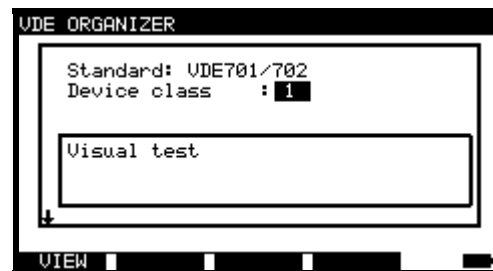 VDE ORGANIZER
Standard: VDE701/702
Device class : 1
Visual test
VIEW